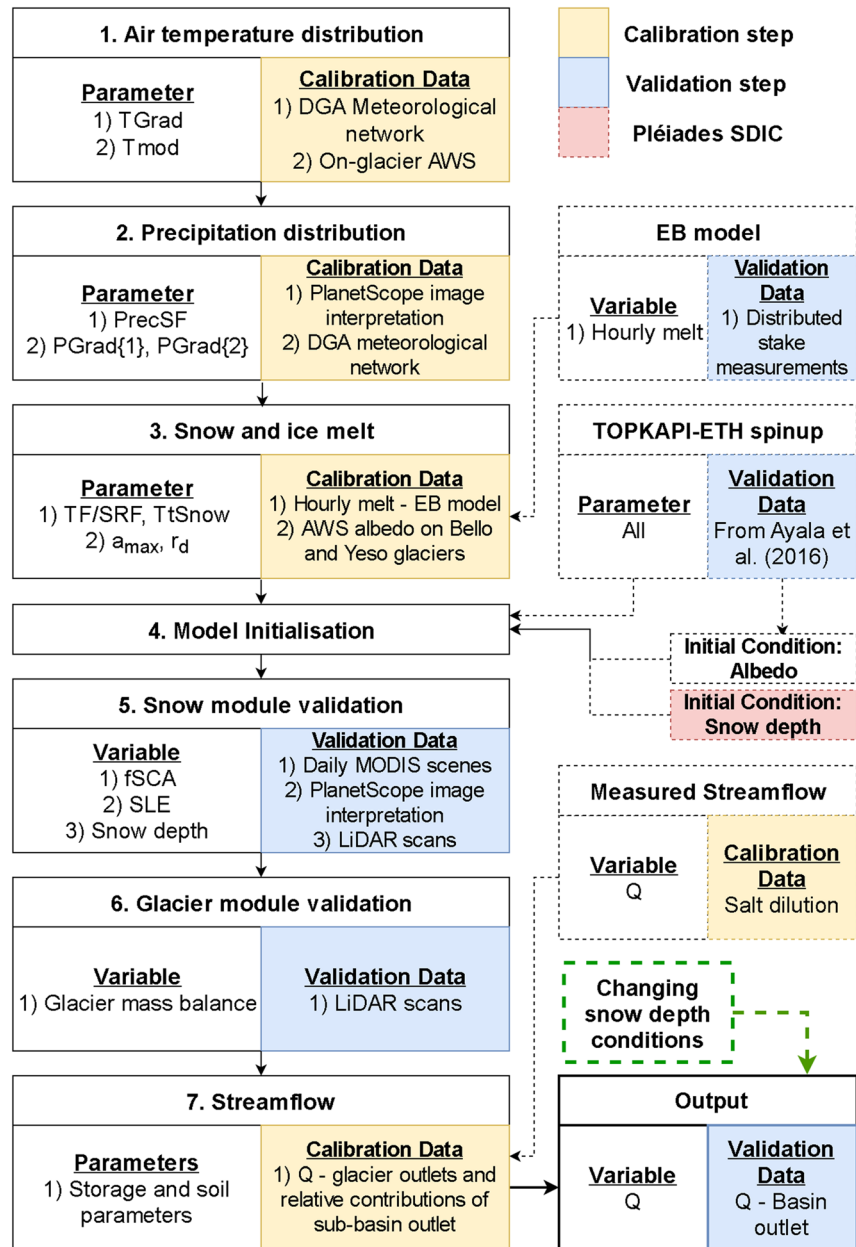 1. Air temperature distribution
Parameter
1) TGrad
2) Tmod
Calibration Data
1) DGA Meteorological
network
2) On-glacier AWS
Calibration step
Validation step
Pléiades SDIC
2. Precipitation distribution
Parameter
1) PrecSF
2) PGrad{1}, PGrad{2}
Calibration Data
1) PlanetScope image
interpretation
2) DGA meteorological
network
EB model
Variable
1) Hourly melt
Validation
Data
1) Distributed
stake
measurements
3. Snow and ice melt
Parameter
1) TF/SRF, TtSnow
2) amax, rd
Calibration Data
1) Hourly melt - EB model
2) AWS albedo on Bello
and Yeso glaciers
TOPKAPI-ETH spinup
Parameter
All
Validation
Data
From Ayala
et al. (2016)
4. Model Initialisation
Initial Condition:
Albedo
Initial Condition:
Snow depth
5. Snow module validation
Variable
1) fSCA
2) SLE
3) Snow depth
Validation Data
1) Daily MODIS scenes
2) PlanetScope image
interpretation
3) LiDAR scans
Measured Streamflow
Variable
Q
Calibration
Data
Salt dilution
6. Glacier module validation
Variable
1) Glacier mass balance
Validation Data
1) LiDAR scans
Changing
snow depth
conditions
7. Streamflow
Parameters
1) Storage and soil
parameters
Calibration Data
1) Q - glacier outlets and
relative contributions of
sub-basin outlet
Output
Variable
Q
Validation
Data
Q - Basin
outlet